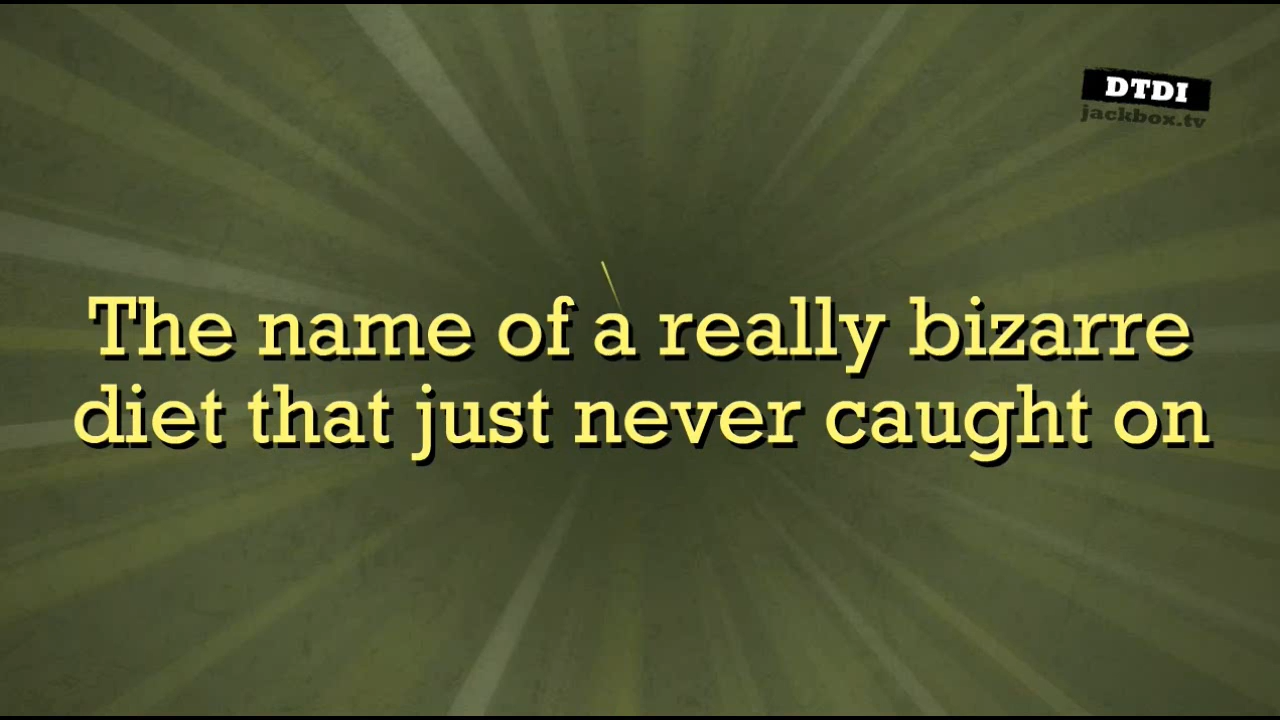 DTDI
jackbox.tv
The name of a really bizarre
diet that just never caught on